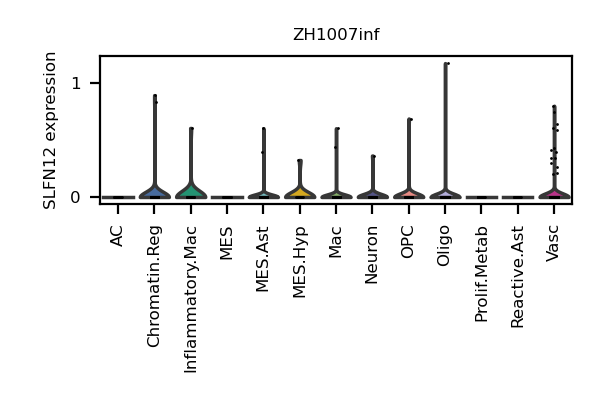 ZH1007inf
SLFN12 expression
1
0
AC
Chromatin.Reg
Inflammatory.Mac
MES
MES.Ast
MES.Hyp
Mac
Neuron
OPC
Oligo
Prolif.Metab
Reactive.Ast
Vasc